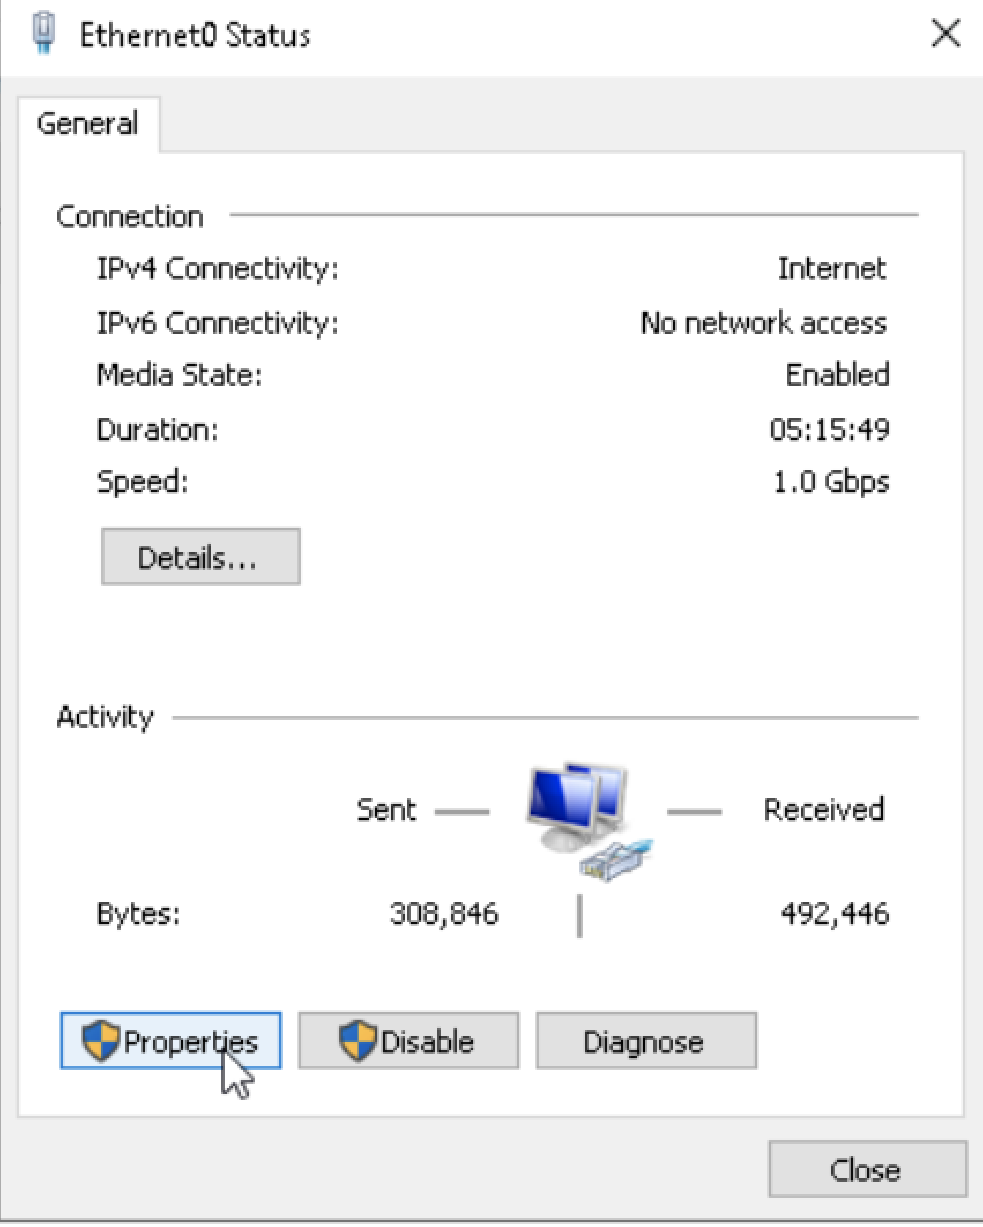 Ethernet0 Status
General
Connection
IPv4 Connectivity: Internet
IPv6 Connectivity: No network access
Media State: Enabled
Duration: 05:15:49
Speed: 1.0 Gbps
Details...
Activity
Sent Received
Bytes: 308,846 492,446
Properties Disable Diagnose
Close